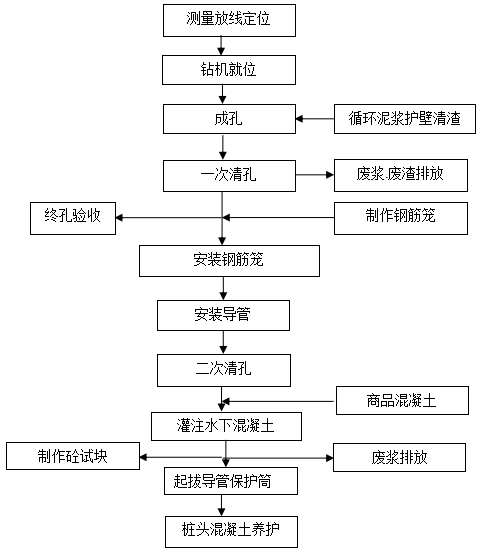 测量放线定位
钻机就位
成孔
循环泥浆护壁清渣
一次清孔
废浆.废渣排放
终孔验收
制作钢筋笼
安装钢筋笼
安装导管
二次清孔
商品混凝土
灌注水下混凝土
制作砼试块
废浆排放
起拔导管保护筒
桩头混凝土养护